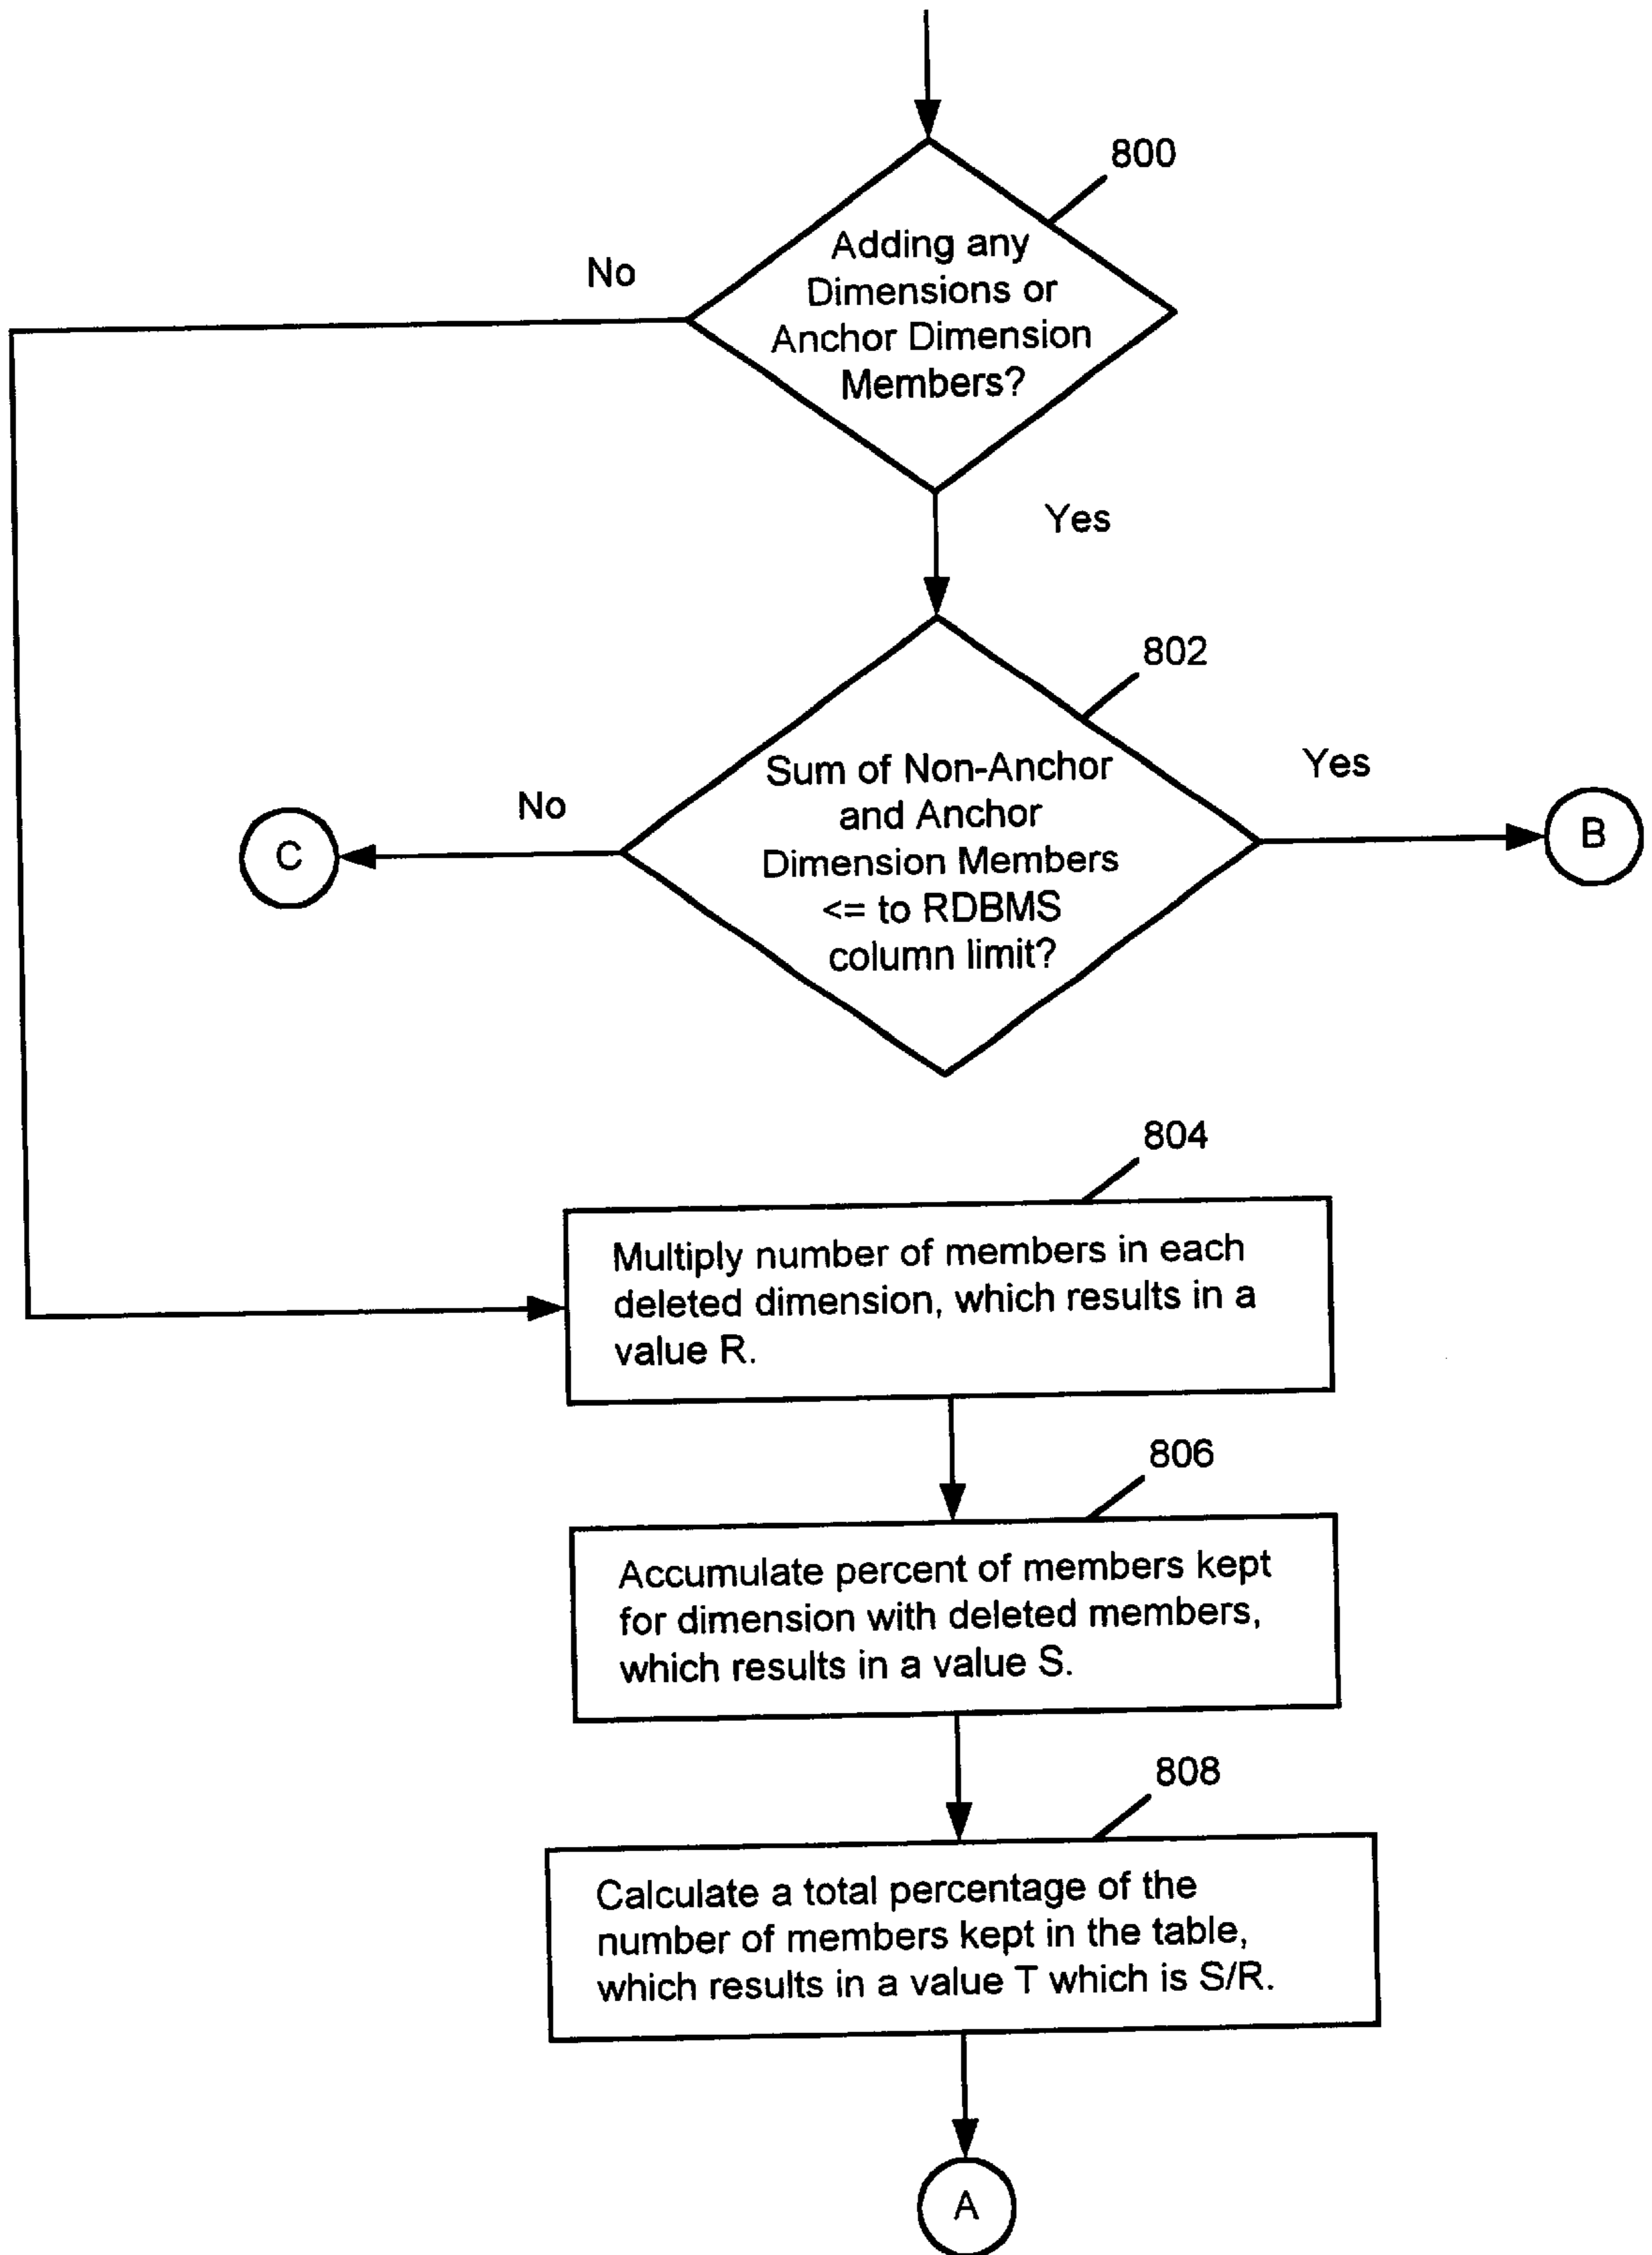 800
Adding any
Dimensions or
Anchor Dimension
Members?
No
Yes
802
Sum of Non-Anchor
and Anchor
Dimension Members
<= to RDBMS
column limit?
No
Yes
C
B
804
Multiply number of members in each
deleted dimension, which results in a
value R.
806
Accumulate percent of members kept
for dimension with deleted members,
which results in a value S.
808
Calculate a total percentage of the
number of members kept in the table,
which results in a value T which is S/R.
A